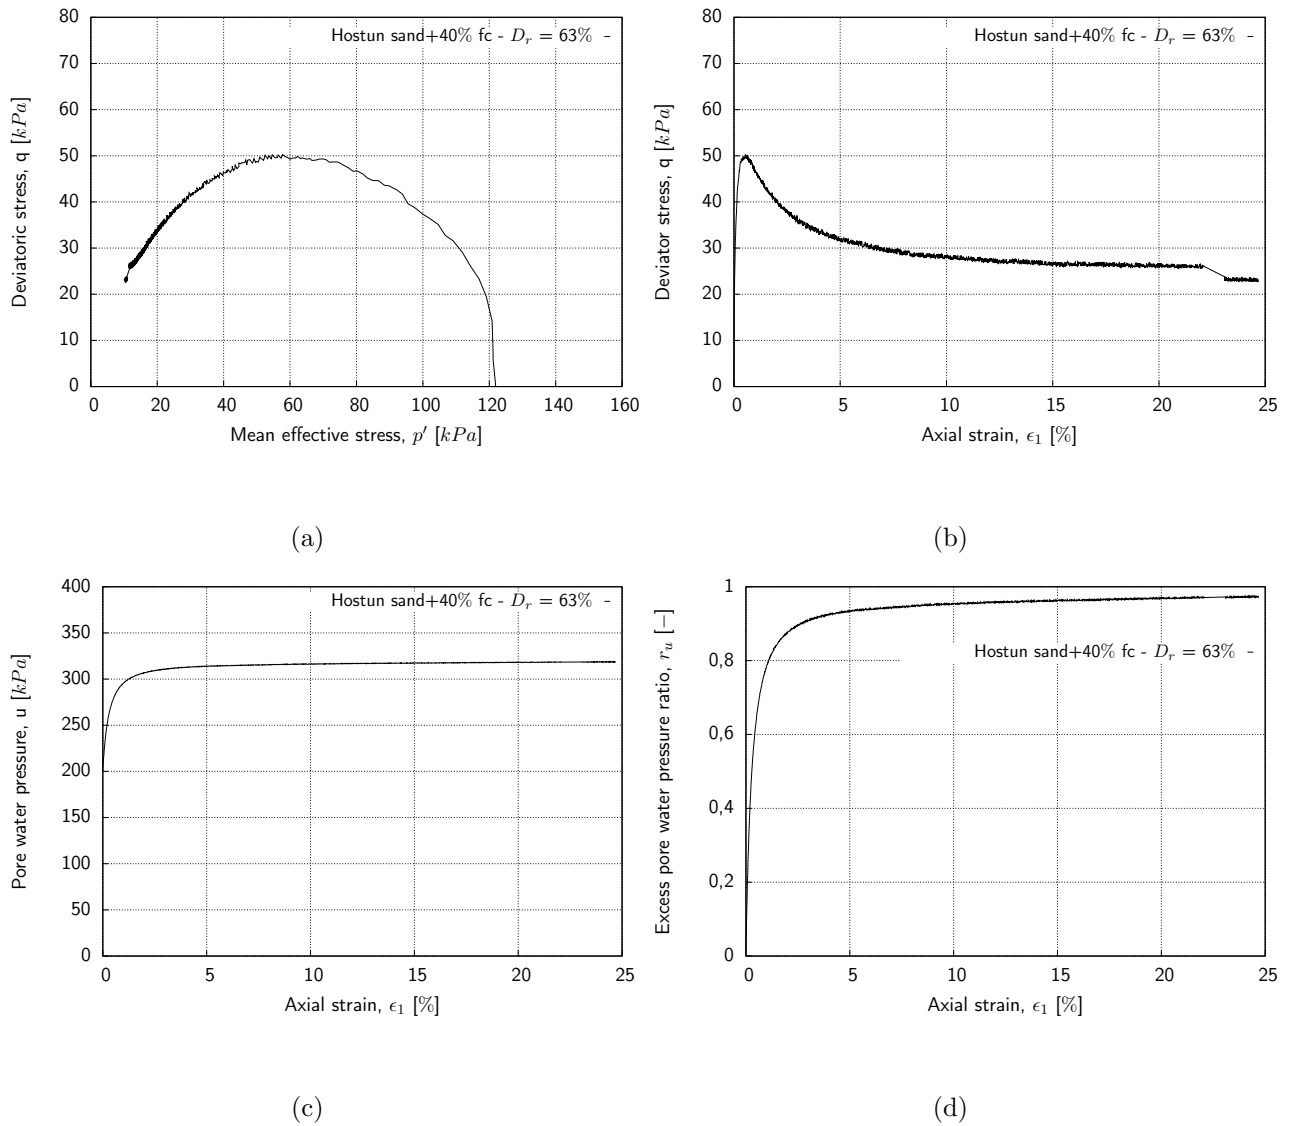 80
70
60
50
40
30
20
10
0
Deviatoric stress, q [kPa]
Hostun sand+40% fc - D_r = 63%
0 20 40 60 80 100 120 140 160
Mean effective stress, p′ [kPa]
(a)
80
70
60
50
40
30
20
10
0
Deviator stress, q [kPa]
Hostun sand+40% fc - D_r = 63%
0 5 10 15 20 25
Axial strain, ϵ_1 [%]
(b)
400
350
300
250
200
150
100
50
0
Pore water pressure, u [kPa]
Hostun sand+40% fc - D_r = 63%
0 5 10 15 20 25
Axial strain, ϵ_1 [%]
(c)
1
0,8
0,6
0,4
0,2
0
Excess pore water pressure ratio, r_u [−]
Hostun sand+40% fc - D_r = 63%
0 5 10 15 20 25
Axial strain, ϵ_1 [%]
(d)